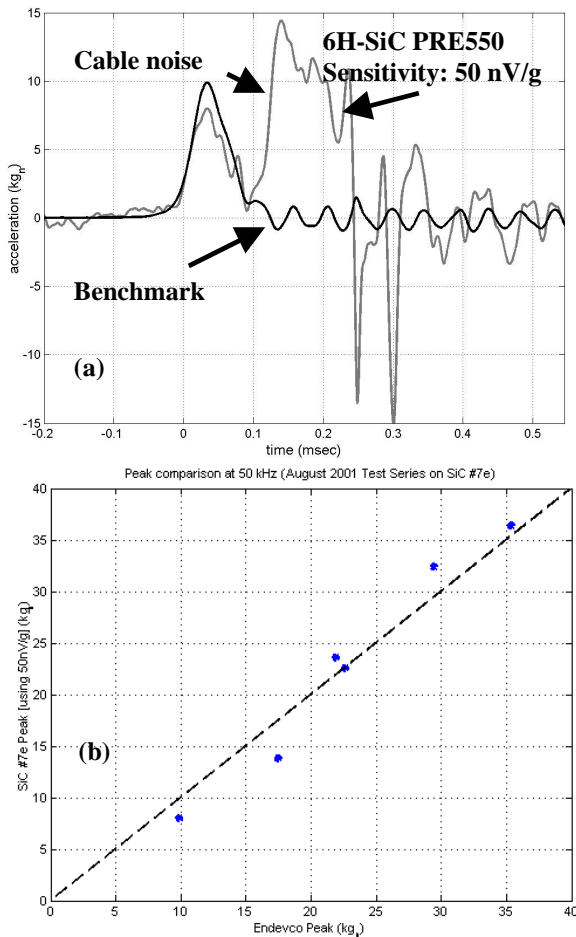 15
Cable noise
6H-SiC PRE550
Sensitivity: 50 nV/g
10
5
acceleration (kgn)
0
-5
Benchmark
-10
(a)
-15
-0.2 -0.1 0 0.1 0.2 0.3 0.4 0.5
time (msec)
Peak comparison at 50 kHz (August 2001 Test Series on SiC #7e)
40
35
30
25
SiC #7e Peak [using 50nV/g]
20
15
(b)
10
5
0
0 5 10 15 20 25 30 35 40
Endevco Peak